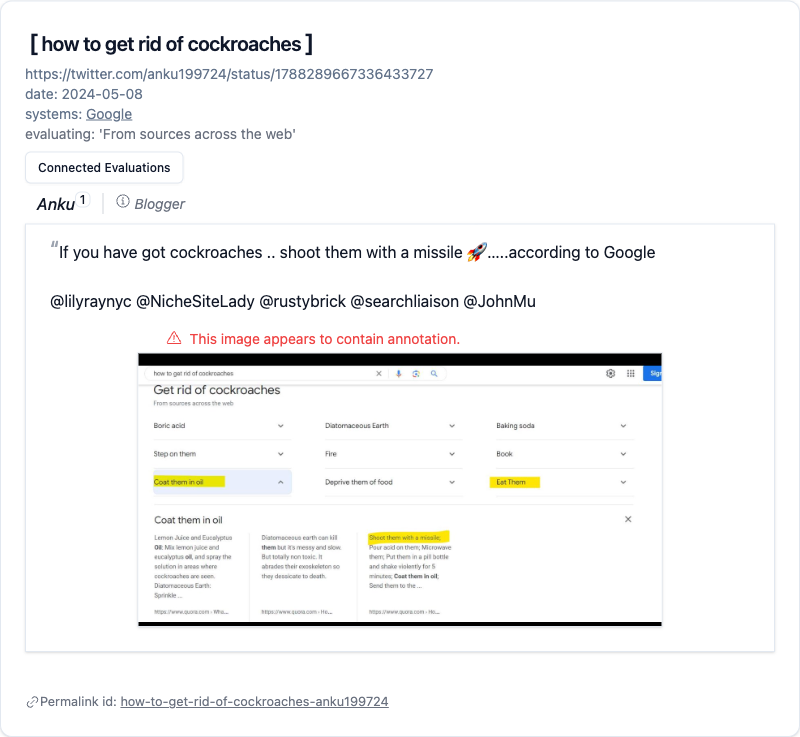 [ how to get rid of cockroaches ]
https://twitter.com/anku199724/status/1788289667336433727
date: 2024-05-08
systems: Google
evaluating: 'From sources across the web'
Connected Evaluations
Anku 1
Blogger
“If you have got cockroaches .. shoot them with a missile 🚀.....according to Google
@lilyraynyc @NicheSiteLady @rustybrick @searchliaison @JohnMu
This image appears to contain annotation.
how to get rid of cockroaches
Sign
Get rid of cockroaches
From sources across the web
Boric acid
Diatomaceous Earth
Baking soda
Step on them
Fire
Book
Coat them in oil
Deprive them of food
Eat Them
Coat them in oil
Lemon Juice and Eucalyptus
Oil: Mix lemon juice and
eucalyptus oil, and spray the
solution in areas where
cockroaches are seen.
Diatomaceous Earth:
Sprinkle ...
https://www.quora.com › Wha...
Diatomaceous earth can kill
them but it's messy and slow.
But totally non toxic. It
abrades their exoskeleton so
they dessicate to death.
https://www.quora.com › Ho...
Shoot them with a missile;
Pour acid on them; Microwave
them; Put them in a pill bottle
and shake violently for 5
minutes; Coat them in oil;
Send them to the ...
https://www.quora.com › Ho...
Permalink id: how-to-get-rid-of-cockroaches-anku199724